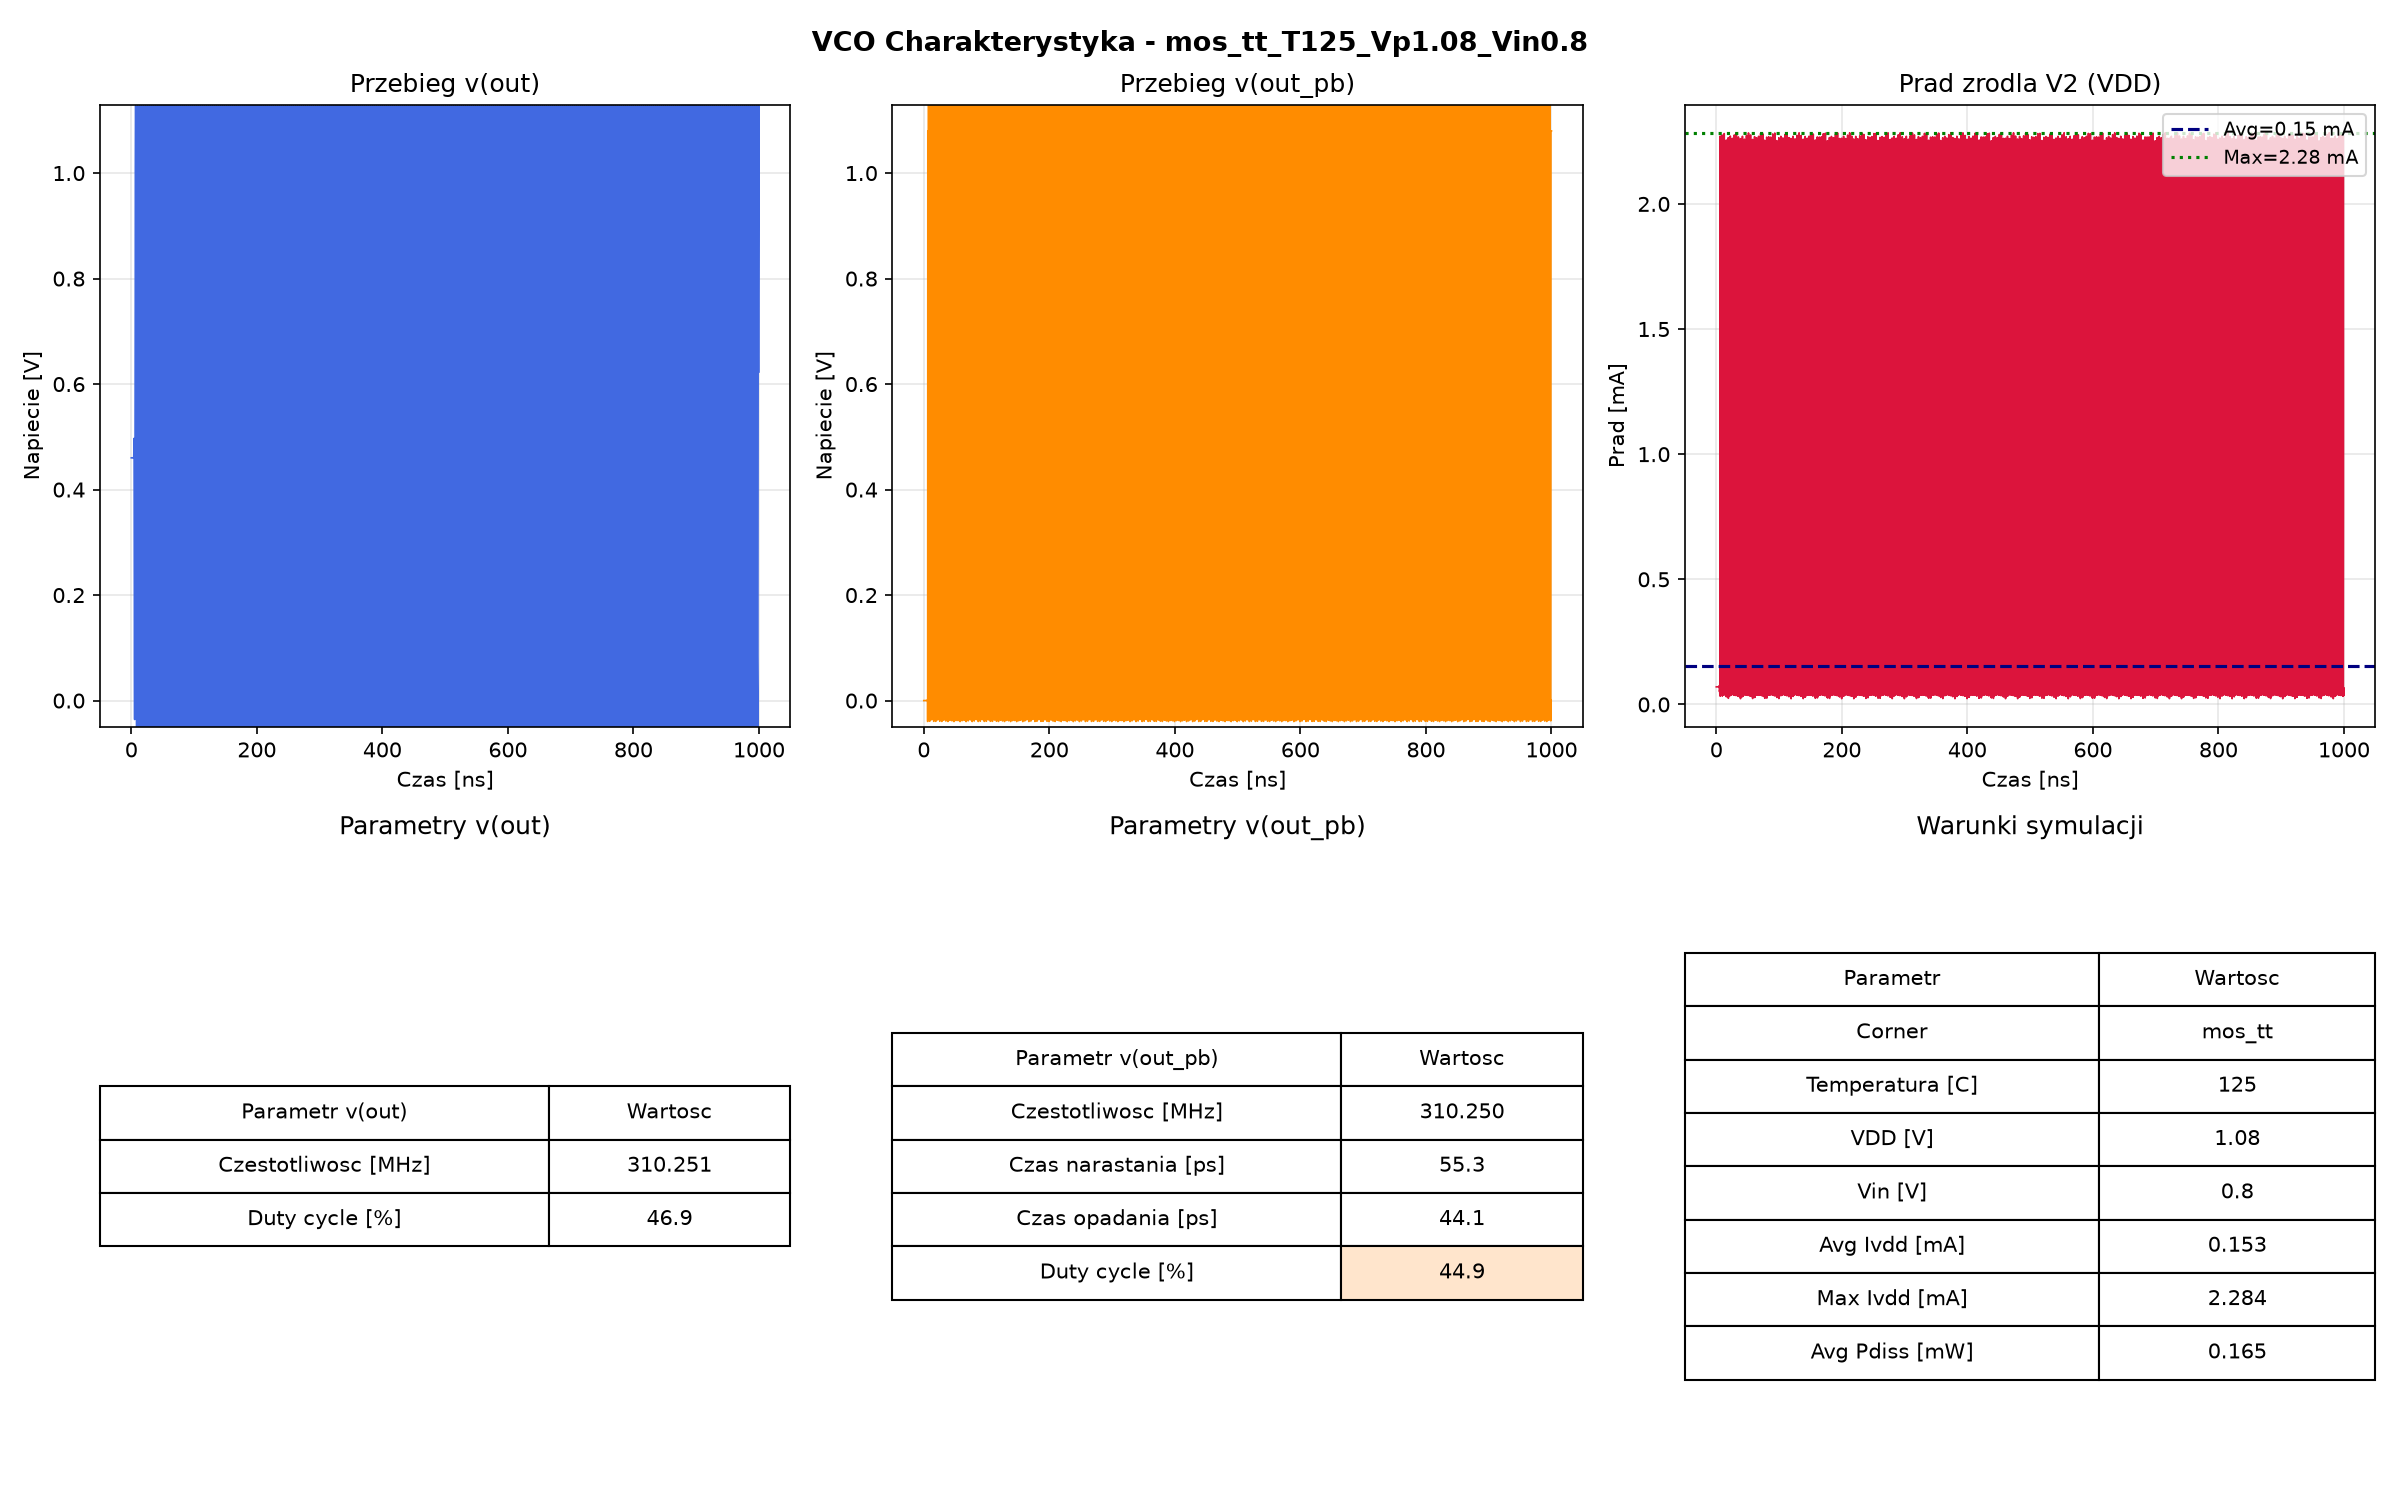 VCO Charakterystyka - mos_tt_T125_Vp1.08_Vin0.8
Przebieg v(out)
Napiecie [V]
1.0
0.8
0.6
0.4
0.2
0.0
0 200 400 600 800 1000
Czas [ns]
Przebieg v(out_pb)
Napiecie [V]
1.0
0.8
0.6
0.4
0.2
0.0
0 200 400 600 800 1000
Czas [ns]
Prad zrodla V2 (VDD)
Avg=0.15 mA
Max=2.28 mA
Prad [mA]
2.0
1.5
1.0
0.5
0.0
0 200 400 600 800 1000
Czas [ns]
Parametry v(out)
Parametr v(out) Wartosc
Czestotliwosc [MHz] 310.251
Duty cycle [%] 46.9
Parametry v(out_pb)
Parametr v(out_pb) Wartosc
Czestotliwosc [MHz] 310.250
Czas narastania [ps] 55.3
Czas opadania [ps] 44.1
Duty cycle [%] 44.9
Warunki symulacji
Parametr Wartosc
Corner mos_tt
Temperatura [C] 125
VDD [V] 1.08
Vin [V] 0.8
Avg Ivdd [mA] 0.153
Max Ivdd [mA] 2.284
Avg Pdiss [mW] 0.165